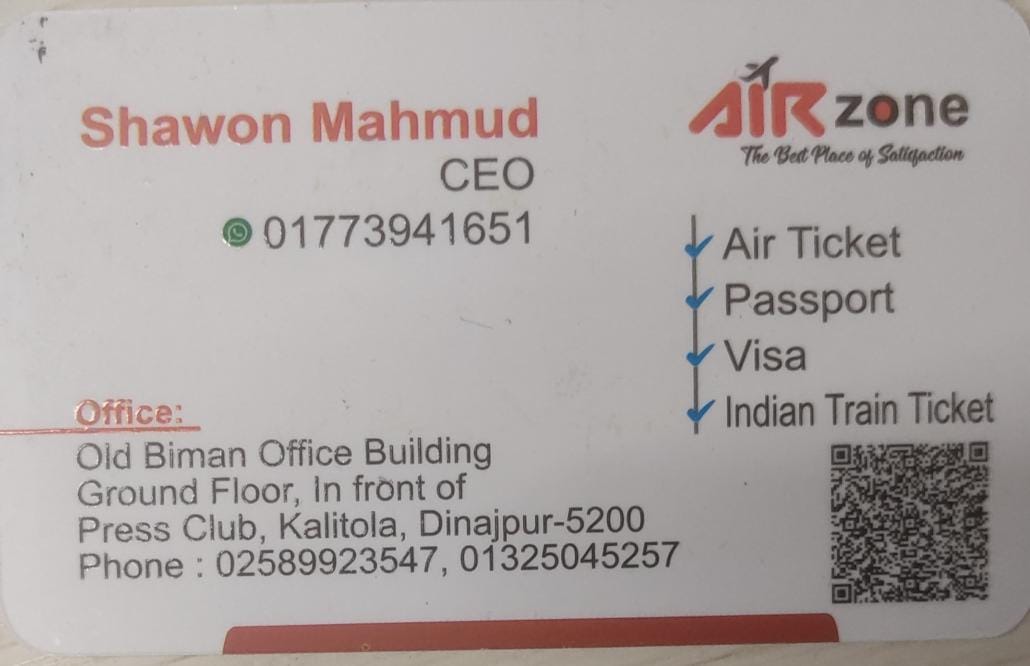 Shawon Mahmud
CEO
01773941651
AIR zone
The Best Place of Satisfaction
Air Ticket
Passport
Visa
Indian Train Ticket
Office:
Old Biman Office Building
Ground Floor, In front of
Press Club, Kalitola, Dinajpur-5200
Phone : 02589923547, 01325045257